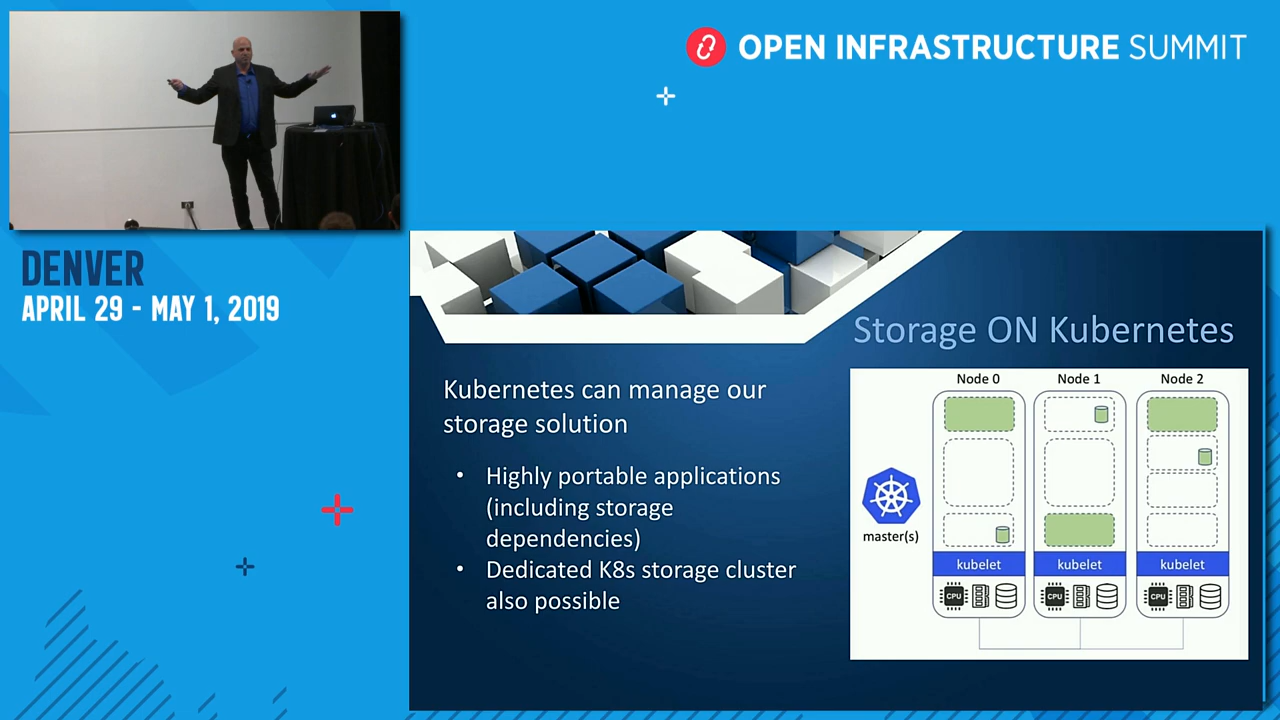 OPEN INFRASTRUCTURE SUMMIT
DENVER
APRIL 29 - MAY 1, 2019
Storage ON Kubernetes
Kubernetes can manage our
storage solution
• Highly portable applications
(including storage
dependencies)
• Dedicated K8s storage cluster
also possible
Node 0 Node 1 Node 2
master(s)
kubelet kubelet kubelet
CPU CPU CPU